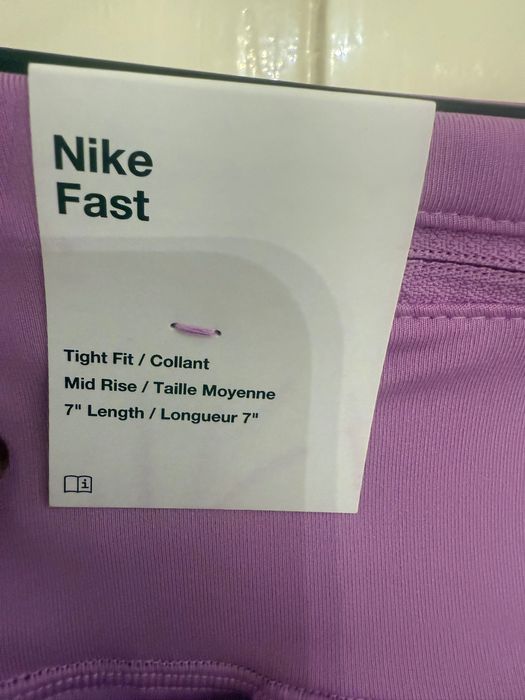 Nike
Fast
Tight Fit / Collant
Mid Rise / Taille Moyenne
7" Length / Longueur 7"
i